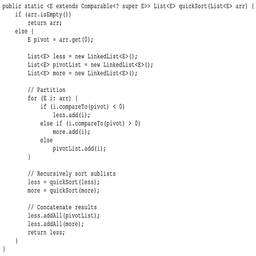 public static <E extends Comparable<? super E>> List<E> quickSort(List<E> arr) {
    if (arr.isEmpty())
        return arr;
    else {
        E pivot = arr.get(0);

        List<E> less = new LinkedList<E>();
        List<E> pivotList = new LinkedList<E>();
        List<E> more = new LinkedList<E>();

        // Partition
        for (E i: arr) {
            if (i.compareTo(pivot) < 0)
                less.add(i);
            else if (i.compareTo(pivot) > 0)
                more.add(i);
            else
                pivotList.add(i);
        }

        // Recursively sort sublists
        less = quickSort(less);
        more = quickSort(more);

        // Concatenate results
        less.addAll(pivotList);
        less.addAll(more);
        return less;
    }
}